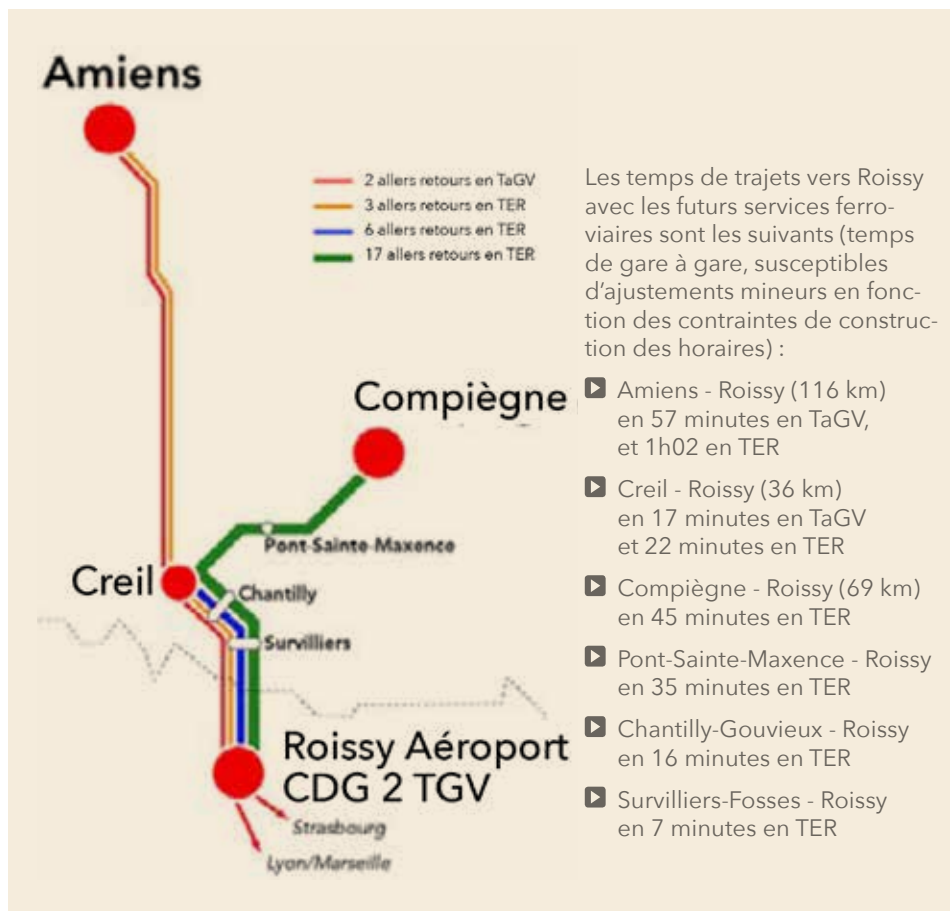 Amiens
2 allers retours en TaGV
3 allers retours en TER
6 allers retours en TER
17 allers retours en TER
Compiègne
Pont-Sainte-Maxence
Creil
Chantilly
Survilliers
Roissy Aéroport
CDG 2 TGV
Strasbourg
Lyon/Marseille
Les temps de trajets vers Roissy
avec les futurs services ferro-
viaires sont les suivants (temps
de gare à gare, susceptibles
d’ajustements mineurs en fonc-
tion des contraintes de construc-
tion des horaires) :
Amiens - Roissy (116 km)
en 57 minutes en TaGV,
et 1h02 en TER
Creil - Roissy (36 km)
en 17 minutes en TaGV
et 22 minutes en TER
Compiègne - Roissy (69 km)
en 45 minutes en TER
Pont-Sainte-Maxence - Roissy
en 35 minutes en TER
Chantilly-Gouvieux - Roissy
en 16 minutes en TER
Survilliers-Fosses - Roissy
en 7 minutes en TER